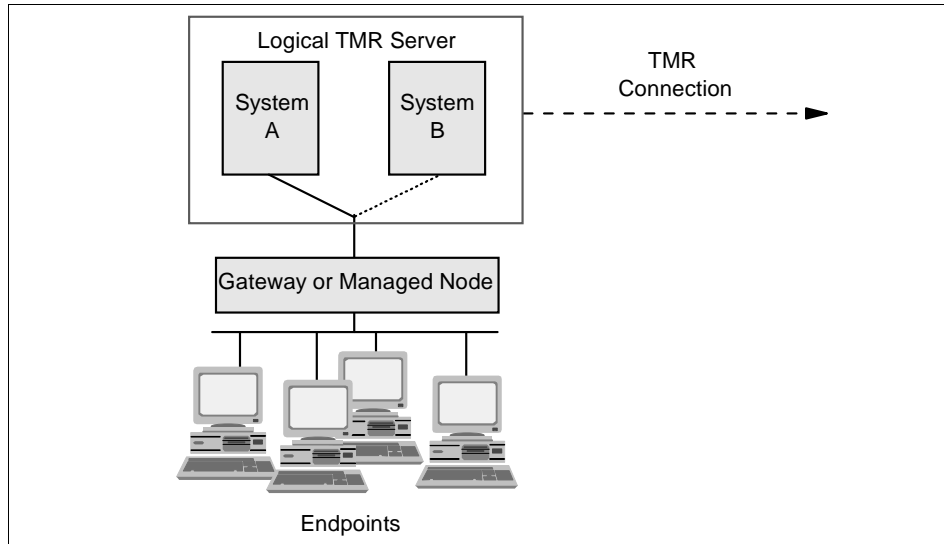 Logical TMR Server
System
A
System
B
TMR
Connection
Gateway or Managed Node
Endpoints